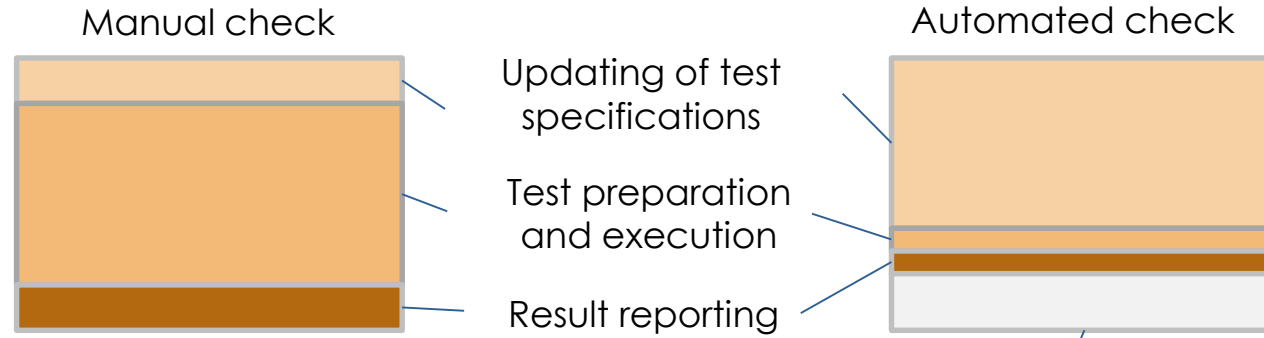 Manual check
Automated check
Updating of test
specifications
Test preparation
and execution
Result reporting